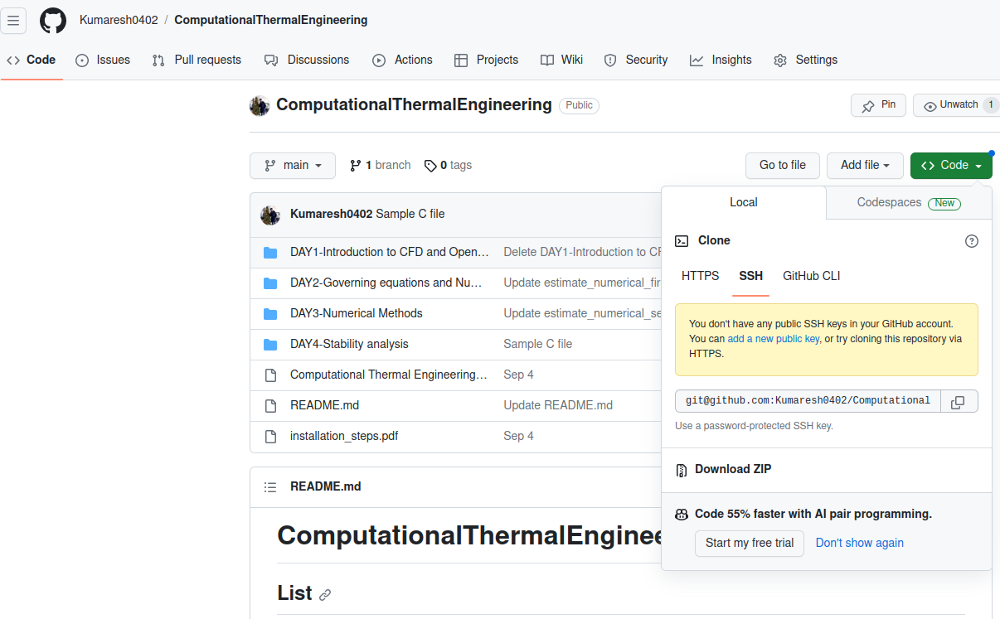 Kumaresh0402 / ComputationalThermalEngineering
Code Issues Pull requests Discussions Actions Projects Wiki Security Insights Settings
ComputationalThermalEngineering Public
Pin Unwatch 1
main 1 branch 0 tags Go to file Add file Code
Kumaresh0402 Sample C file
DAY1-Introduction to CFD and Open… Delete DAY1-Introduction to CF
DAY2-Governing equations and Nu… Update estimate_numerical_fir
DAY3-Numerical Methods Update estimate_numerical_se
DAY4-Stability analysis Sample C file
Computational Thermal Engineering… Sep 4
README.md Update README.md
installation_steps.pdf Sep 4
README.md
ComputationalThermalEnginee
List
Local Codespaces New
Clone
HTTPS SSH GitHub CLI
You don't have any public SSH keys in your GitHub account.
You can add a new public key, or try cloning this repository via
HTTPS.
git@github.com:Kumaresh0402/Computational
Use a password-protected SSH key.
Download ZIP
Code 55% faster with AI pair programming.
Start my free trial Don't show again